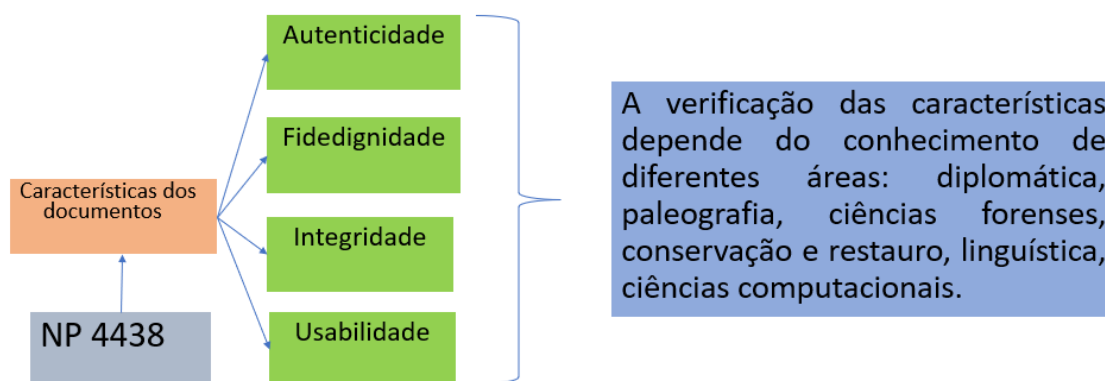 Autenticidade
Fidedignidade
Características dos
documentos
Integridade
NP 4438
Usabilidade
A verificação das características
depende do conhecimento de
diferentes áreas: diplomática,
paleografia, ciências forenses,
conservação e restauro, linguística,
ciências computacionais.